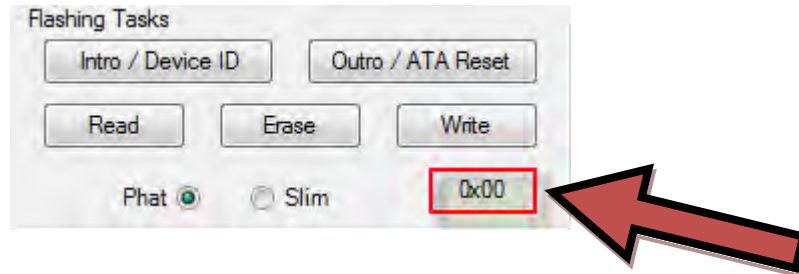 Flashing Tasks
Intro / Device ID Outro / ATA Reset
Read Erase Write
Phat Slim 0x00